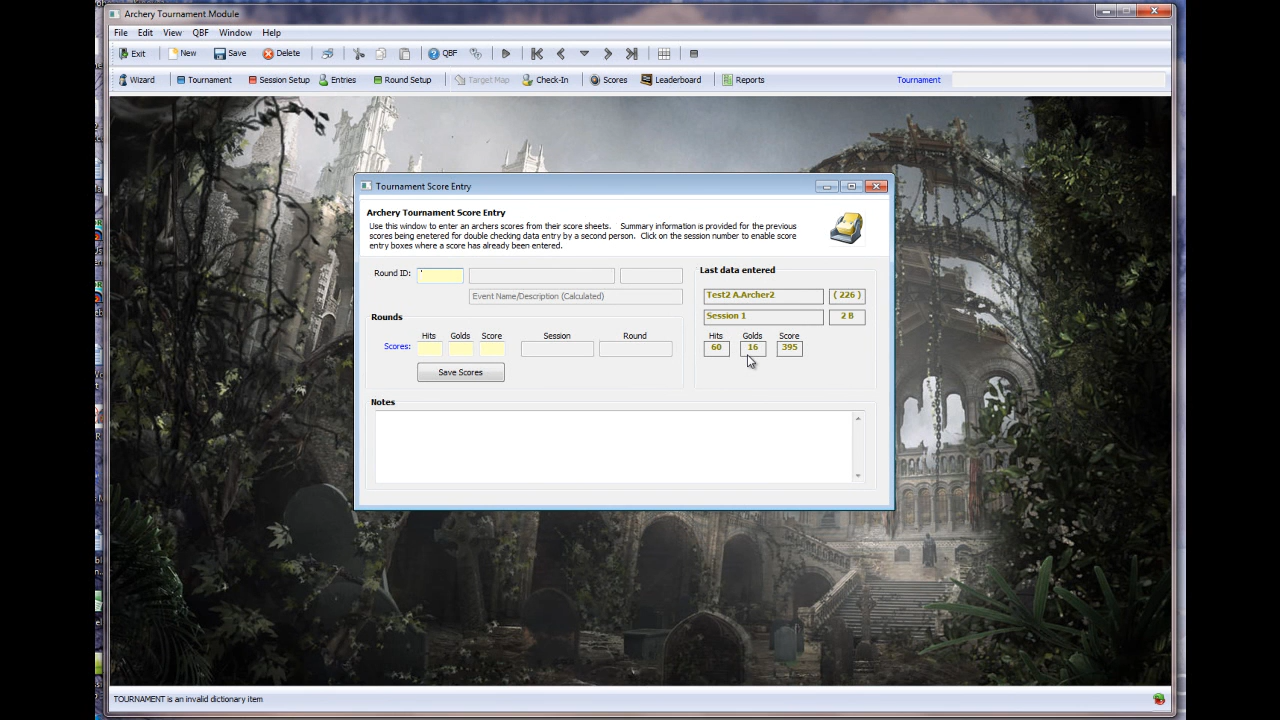 Archery Tournament Module
File Edit View QBF Window Help
Exit New Save Delete QBF
Wizard Tournament Session Setup Entries Round Setup Target Map Check-In Scores Leaderboard Reports Tournament
Tournament Score Entry
Archery Tournament Score Entry
Use this window to enter an archers scores from their score sheets. Summary information is provided for the previous
scores being enetered for double checking data entry by a second person. Click on the session number to enable score
entry boxes where a score has already been entered.
Round ID:
Event Name/Description (Calculated)
Rounds
Hits Golds Score Session Round
Scores:
Save Scores
Last data entered
Test2 A.Archer2 ( 226 )
Session 1 2 B
Hits Golds Score
60 16 395
Notes
TOURNAMENT is an invalid dictionary item